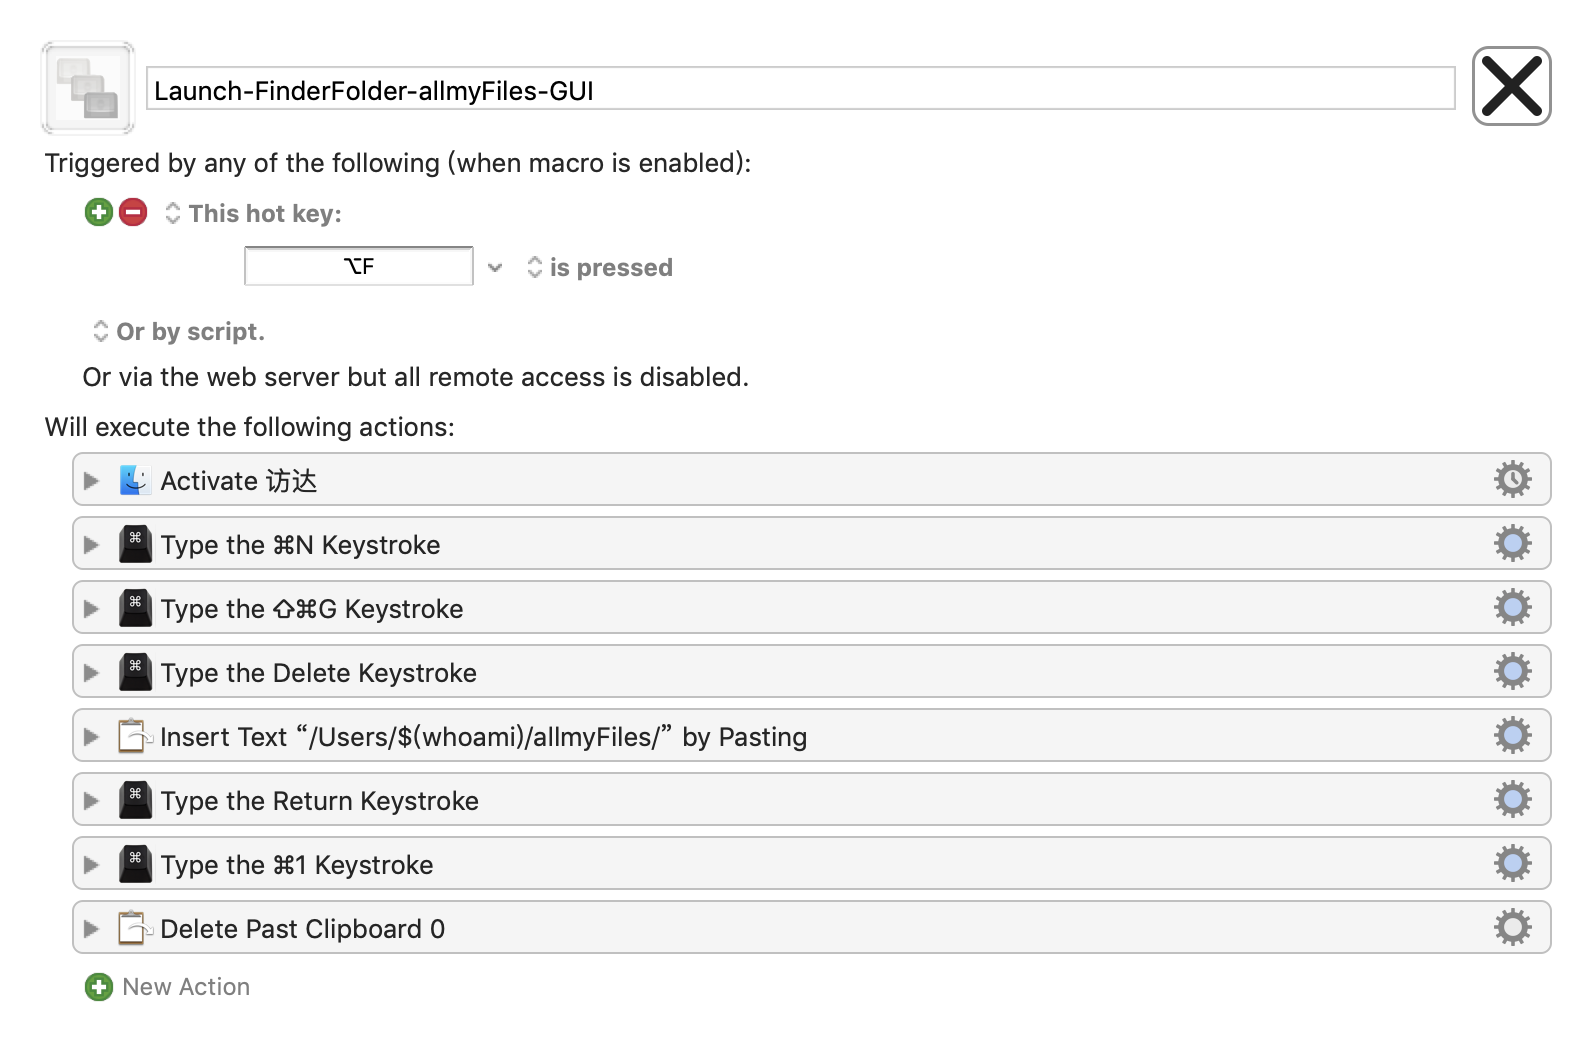 Launch-FinderFolder-allmyFiles-GUI
Triggered by any of the following (when macro is enabled):
This hot key:
⌥F
is pressed
Or by script.
Or via the web server but all remote access is disabled.
Will execute the following actions:
Activate 访达
Type the ⌘N Keystroke
Type the ⇧⌘G Keystroke
Type the Delete Keystroke
Insert Text “/Users/$(whoami)/allmyFiles/” by Pasting
Type the Return Keystroke
Type the ⌘1 Keystroke
Delete Past Clipboard 0
New Action